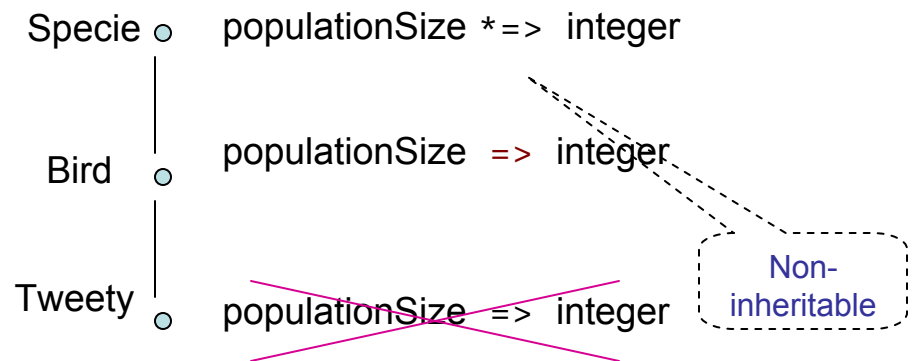 Specie populationSize *=> integer
Bird populationSize => integer
Non-
inheritable
Tweety populationSize => integer